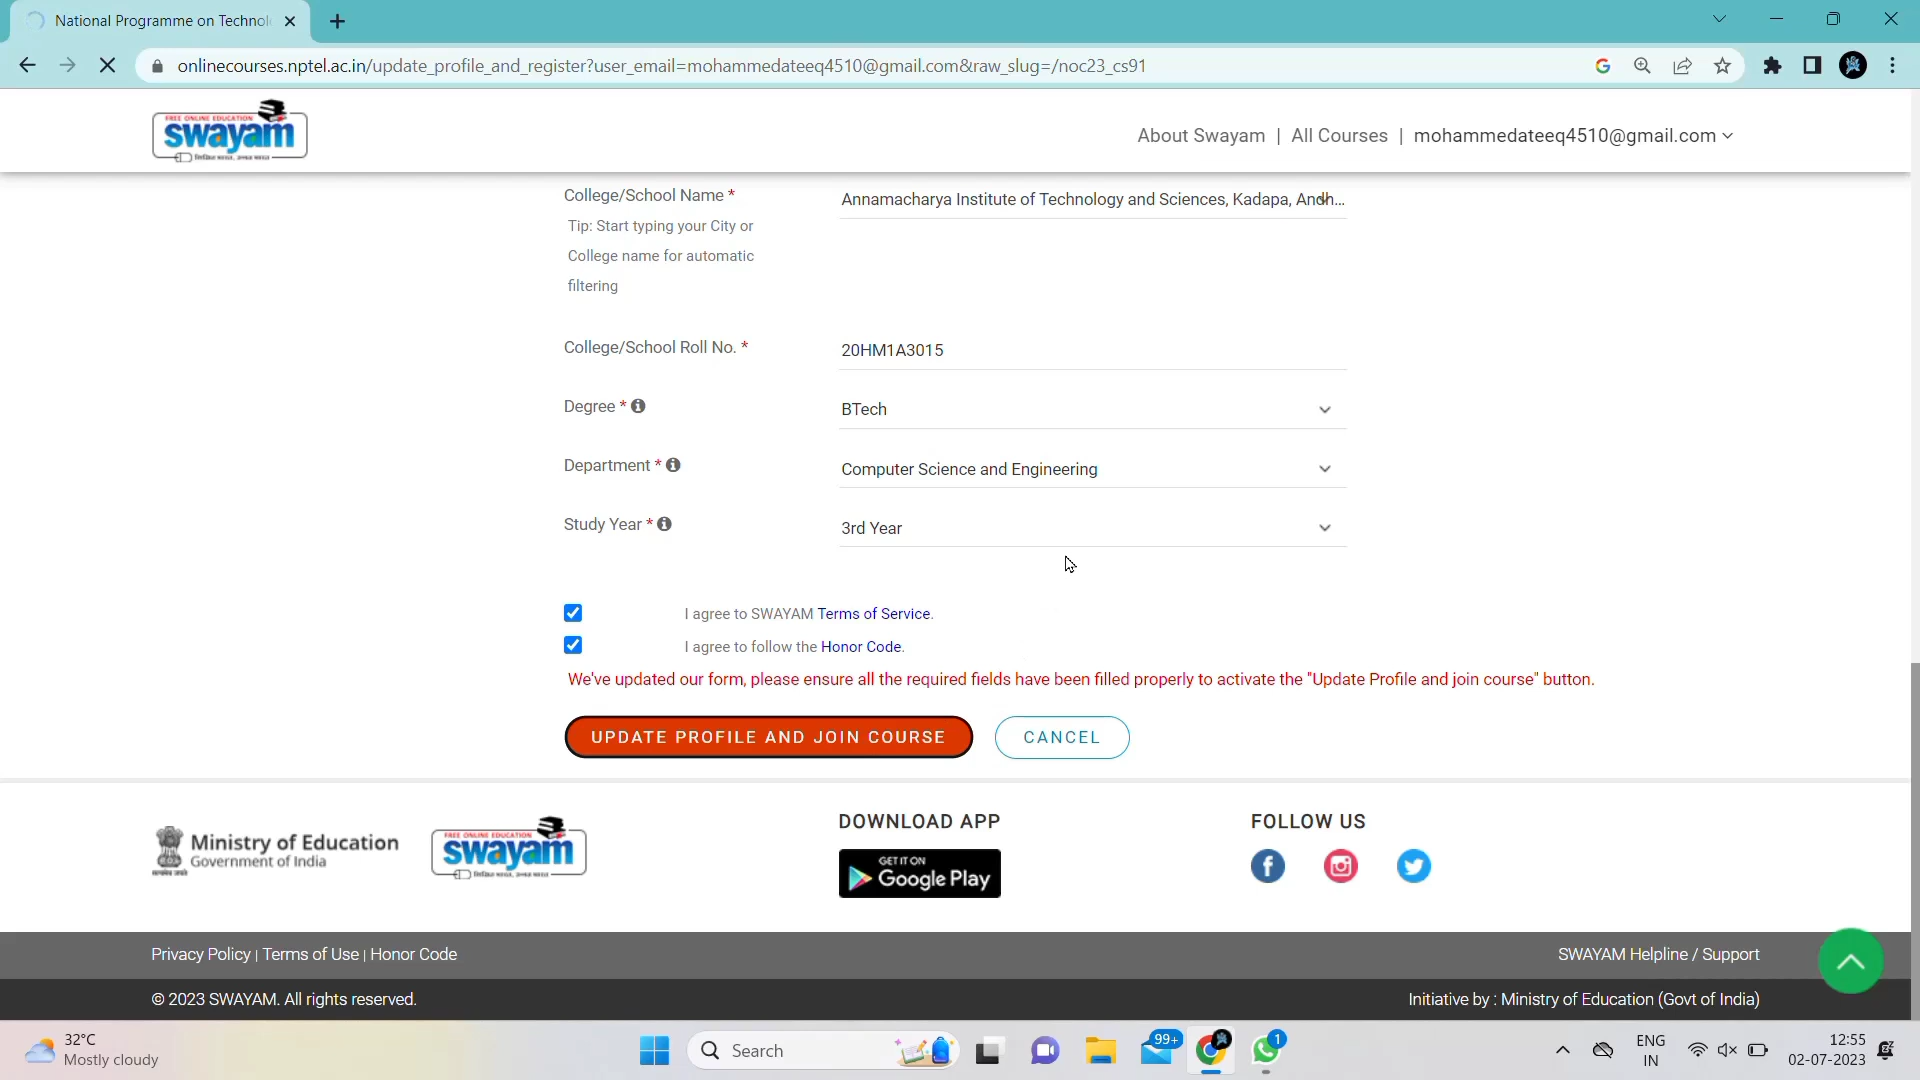 National Programme on Technol
onlinecourses.nptel.ac.in/update_profile_and_register?user_email=mohammedateeq4510@gmail.com&raw_slug=/noc23_cs91
FREE ONLINE EDUCATION
swayam
About Swayam | All Courses | mohammedateeq4510@gmail.com
College/School Name *
Annamacharya Institute of Technology and Sciences, Kadapa, Andh...
Tip: Start typing your City or
College name for automatic
filtering
College/School Roll No. *
20HM1A3015
Degree *
BTech
Department *
Computer Science and Engineering
Study Year *
3rd Year
I agree to SWAYAM Terms of Service.
I agree to follow the Honor Code.
We've updated our form, please ensure all the required fields have been filled properly to activate the "Update Profile and join course" button.
UPDATE PROFILE AND JOIN COURSE
CANCEL
Ministry of Education
Government of India
FREE ONLINE EDUCATION
swayam
DOWNLOAD APP
GET IT ON
Google Play
FOLLOW US
Privacy Policy | Terms of Use | Honor Code
SWAYAM Helpline / Support
© 2023 SWAYAM. All rights reserved.
Initiative by : Ministry of Education (Govt of India)
32°C
Mostly cloudy
Search
99+
1
ENG
IN
12:55
02-07-2023